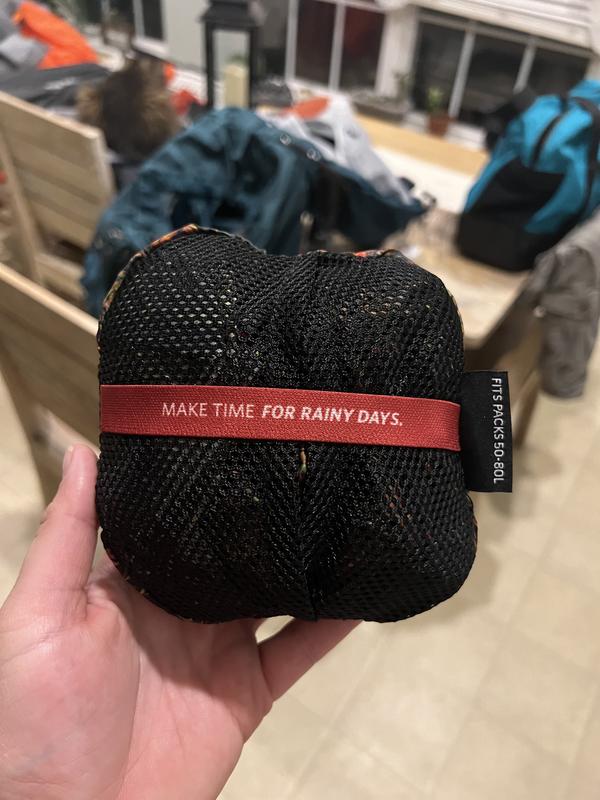 MAKE TIME FOR RAINY DAYS.
FITS PACKS 50-80L